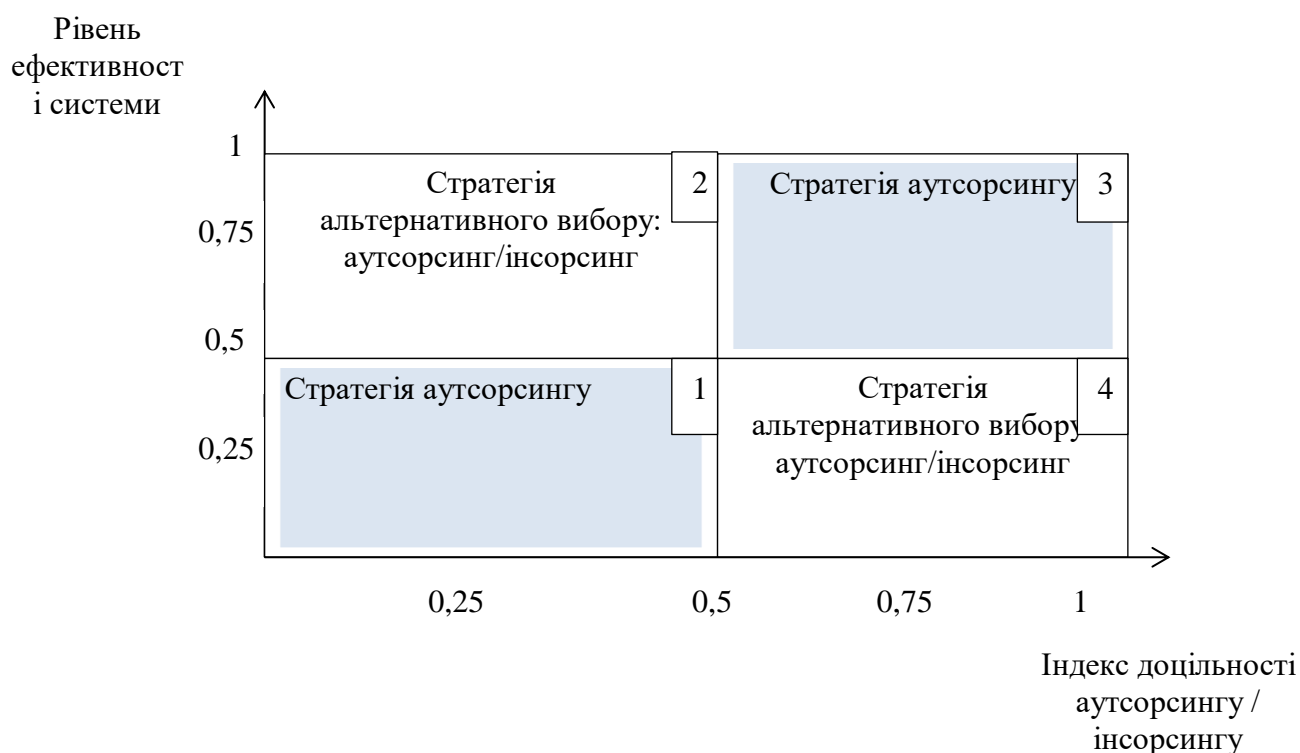 Рівень
ефективност
і системи
1
Стратегія
альтернативного вибору:
аутсорсинг/інсорсинг
2
Стратегія аутсорсингу
3
0,75
0,5
Стратегія аутсорсингу
1
Стратегія
альтернативного вибору
аутсорсинг/інсорсинг
4
0,25
0,25 0,5 0,75 1
Індекс доцільності
аутсорсингу /
інсорсингу